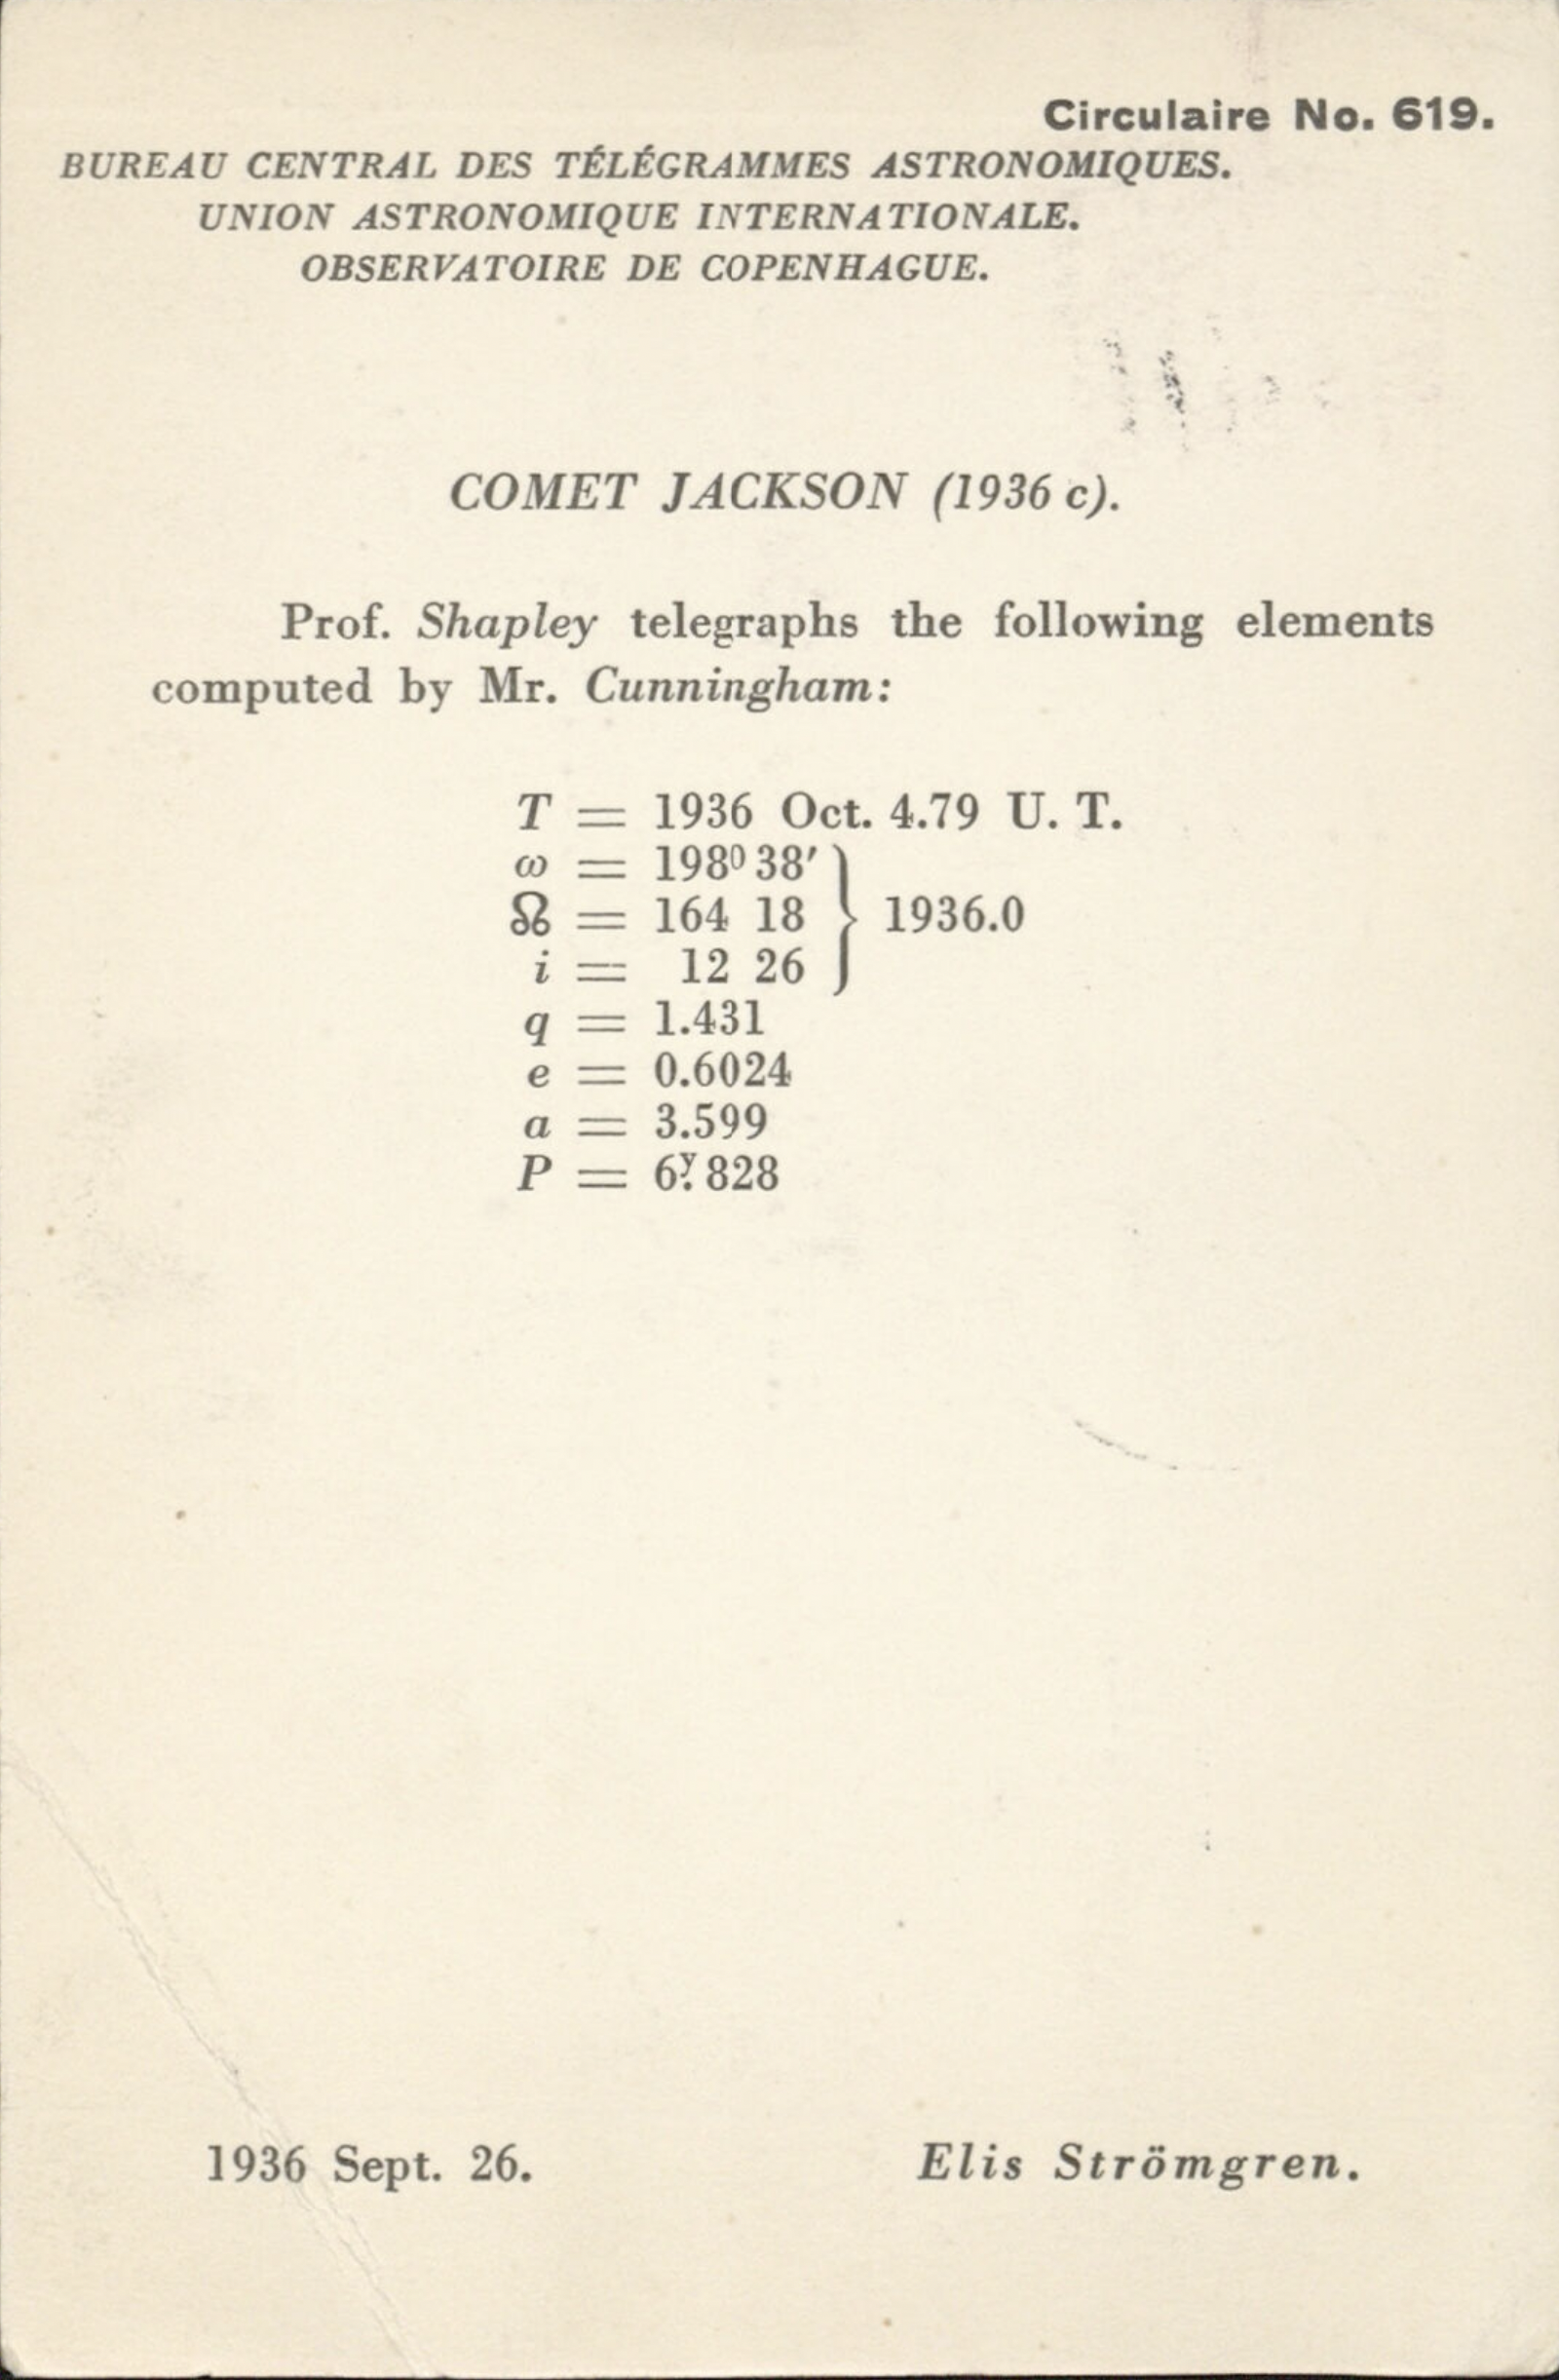 Circulaire No. 619.
BUREAU CENTRAL DES TÉLÉGRAMMES ASTRONOMIQUES.
UNION ASTRONOMIQUE INTERNATIONALE.
OBSERVATOIRE DE COPENHAGUE.
COMET JACKSON (1936 c).
Prof. Shapley telegraphs the following elements
computed by Mr. Cunningham:
T = 1936 Oct. 4.79 U. T.
ω = 198⁰ 38′
☊ = 164 18 } 1936.0
i = 12 26
q = 1.431
e = 0.6024
a = 3.599
P = 6ʸ.828
1936 Sept. 26. Elis Strömgren.